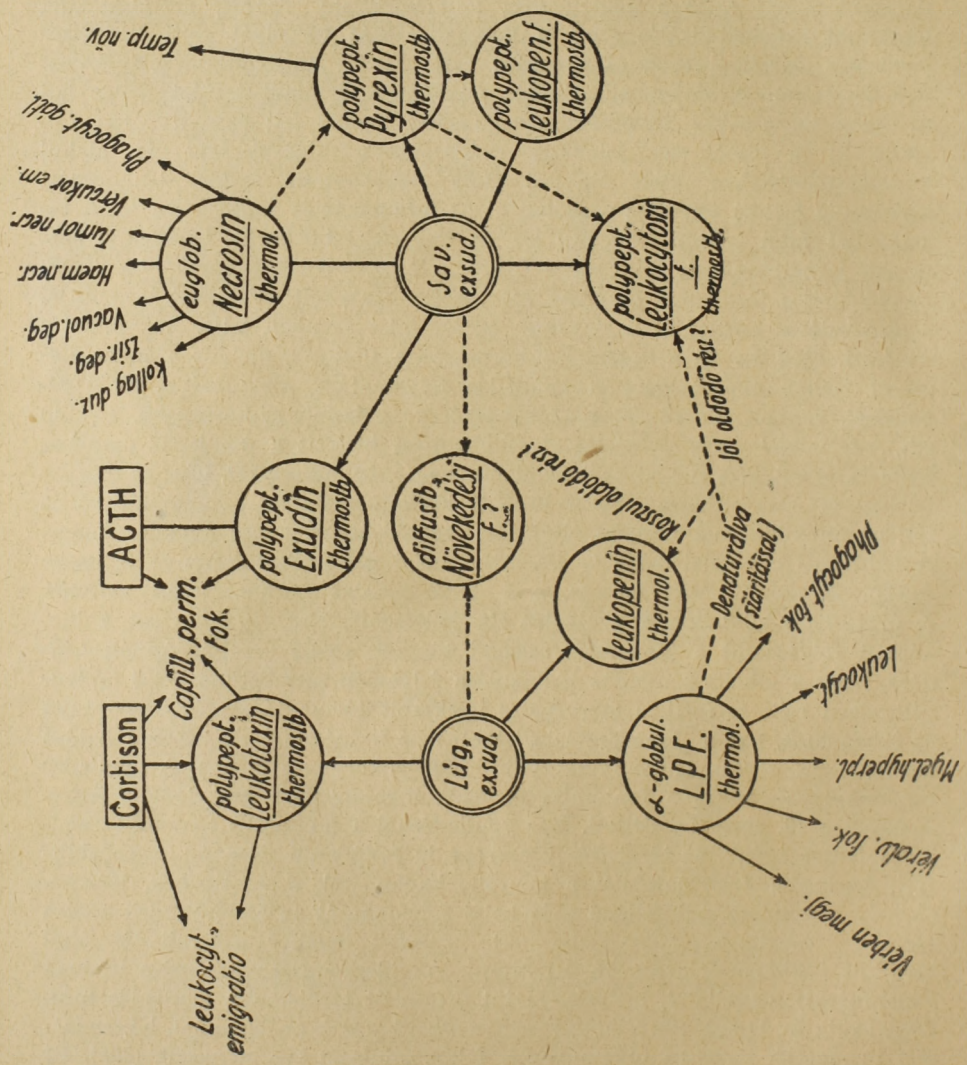 Temp. növ.
Phagocyt. gátl.
Vércukor em.
Tumor necr.
Haem. necr.
Vacuol. deg.
Zsir. deg.
Kollag. duz.
euglob.
Necrosin
thermol.
polypept.
Pyrexin
thermostb
polypept.
Leukopen. f.
thermostb
Sav.
exsud.
polypept.
Leukocytosis
F.
thermostb.
ACTH
polypept.
Exudin
thermostb
diffusib.
Növekedési
F.?
Rosszul oldódó rész?
Jól oldódó rész?
Leukopenin
thermol.
Denaturálva
(szárítással)
Cortison
Capill. perm.
fok.
polypept.
Leukotaxin
thermostb
Lúg.
exsud.
α-globul.
L P F.
thermol.
Phagocyt. fok.
Leukocyt.
Myel. hyperpl.
Véralv. fok.
Vérben megj.
Leukocyt.
emigratio